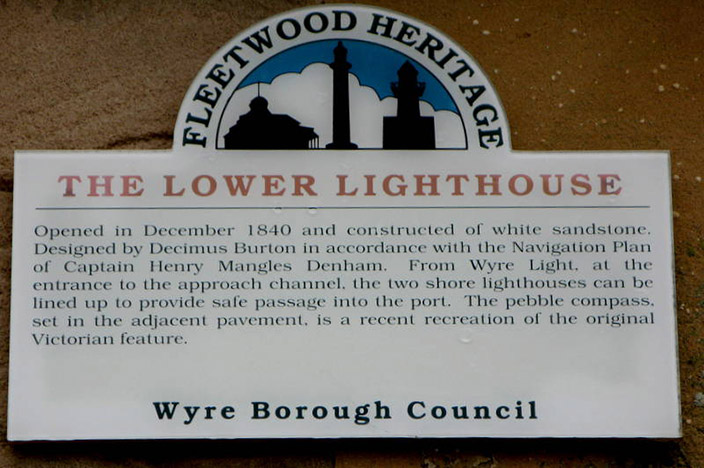 FLEETWOOD HERITAGE
THE LOWER LIGHTHOUSE
Opened in December 1840 and constructed of white sandstone.
Designed by Decimus Burton in accordance with the Navigation Plan
of Captain Henry Mangles Denham. From Wyre Light, at the
entrance to the approach channel, the two shore lighthouses can be
lined up to provide safe passage into the port. The pebble compass,
set in the adjacent pavement, is a recent recreation of the original
Victorian feature.
Wyre Borough Council